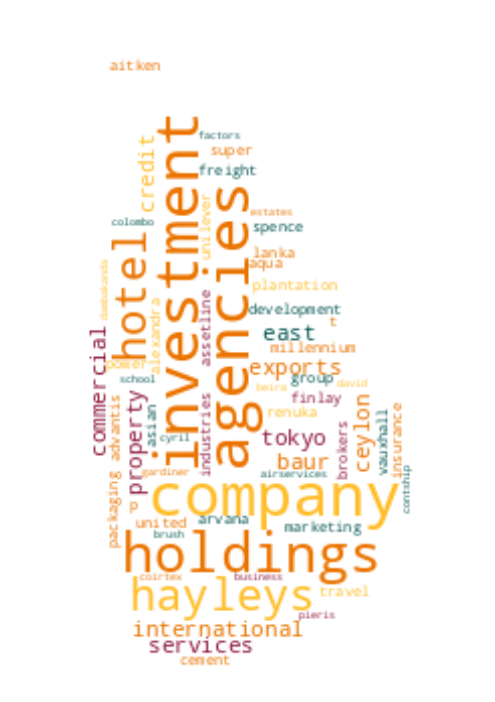 aitken
factors
super
freight
credit
investment
agencies
unilever
estates
spence
colombo
hotel
lanka
aqua
dambakanda
plantation
alexandra
assetline
development
t
east
millennium
commercial
power
exports
school
group
beira
david
finlay
renuka
property
advantis
asian
cyril
industries
tokyo
brokers
ceylon
vauxhall
insurance
baur
gardiner
airservices
packaging
company
contship
p
united
arvana
marketing
brush
holdings
coirtex
business
hayleys
travel
pieris
international
services
cement